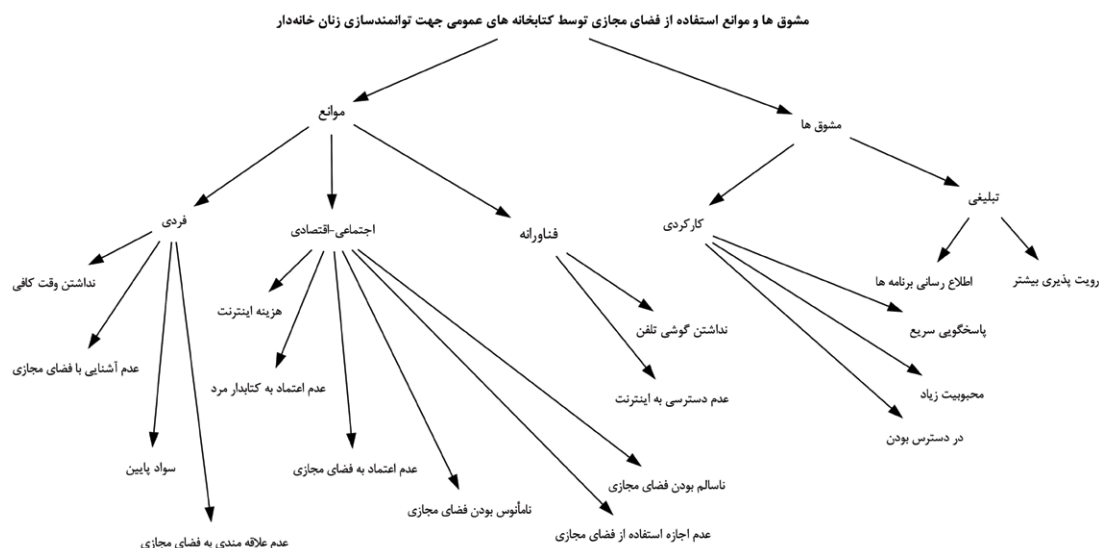 مشوق ها و موانع استفاده از فضای مجازی توسط کتابخانه های عمومی جهت توانمندسازی زنان خانه‌دار
موانع
مشوق ها
تبلیغی
فردی
اجتماعی-اقتصادی
فناورانه
کارکردی
رویت پذیری بیشتر
اطلاع رسانی برنامه ها
نداشتن وقت کافی
هزینه اینترنت
نداشتن گوشی تلفن
پاسخگویی سریع
عدم آشنایی با فضای مجازی
عدم اعتماد به کتابدار مرد
عدم دسترسی به اینترنت
محبوبیت زیاد
در دسترس بودن
سواد پایین
عدم اعتماد به فضای مجازی
ناسالم بودن فضای مجازی
نامأنوس بودن فضای مجازی
عدم اجازه استفاده از فضای مجازی
عدم علاقه مندی به فضای مجازی